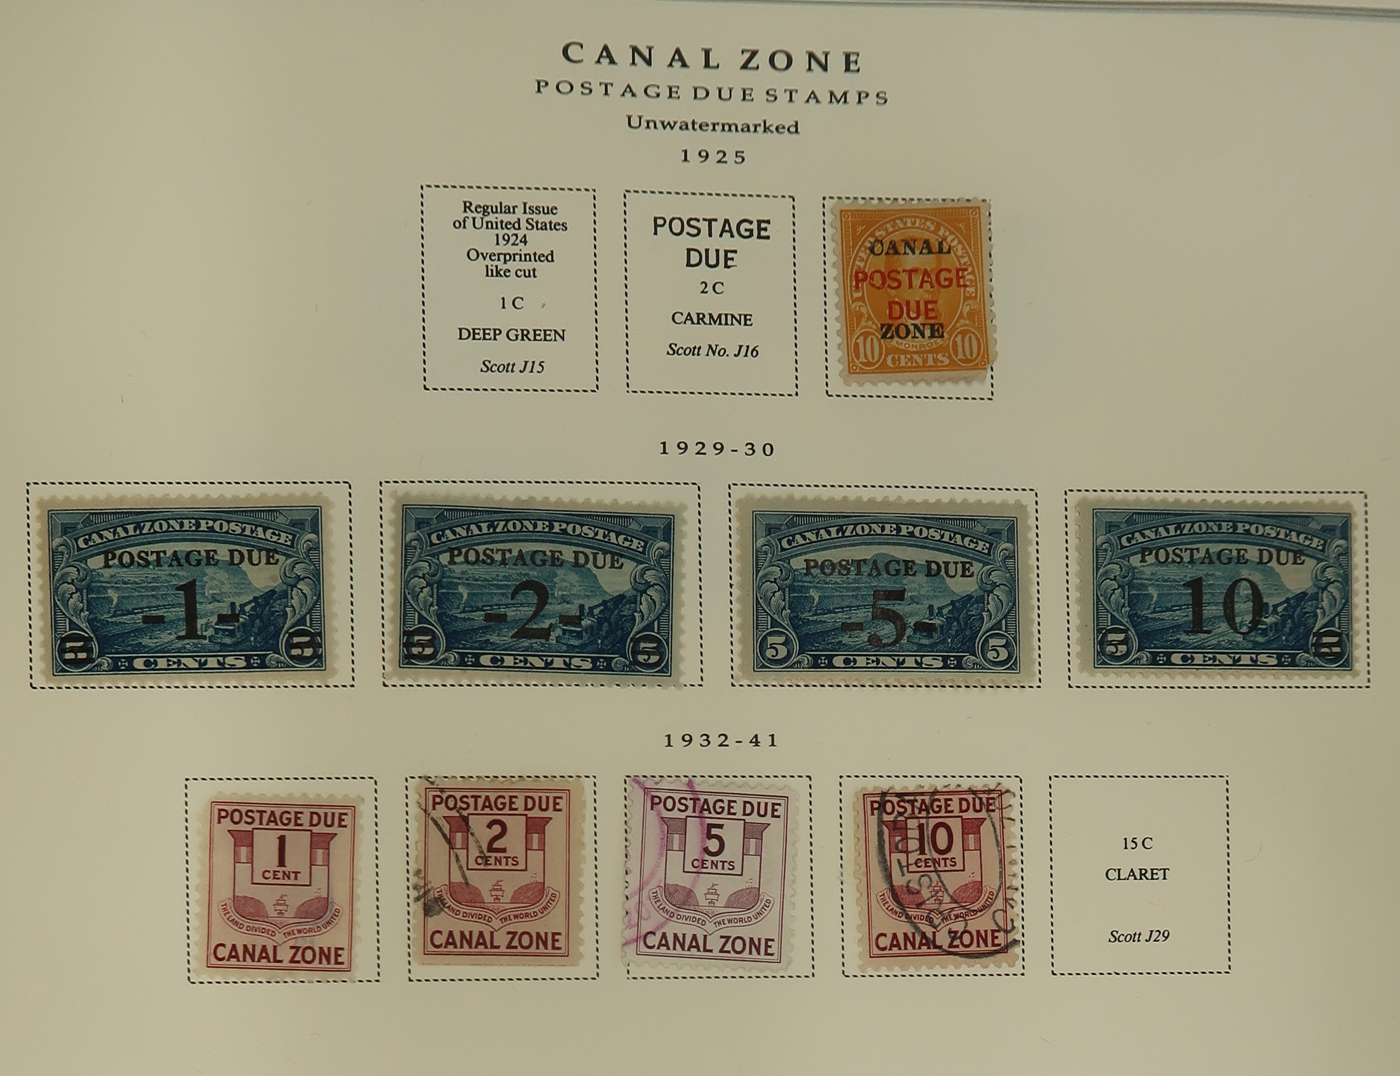 CANAL ZONE
POSTAGE DUE STAMPS
Unwatermarked
1925
Regular Issue
of United States
1924
Overprinted
like cut
1 C
DEEP GREEN
Scott J15
POSTAGE
DUE
2 C
CARMINE
Scott No. J16
UNITED STATES POSTAGE
CANAL
POSTAGE
DUE
ZONE
MONROE
10 CENTS 10
1929-30
CANAL ZONE POSTAGE
POSTAGE DUE
-1-
5 CENTS 5
CANAL ZONE POSTAGE
POSTAGE DUE
-2-
5 CENTS 5
CANAL ZONE POSTAGE
POSTAGE DUE
-5-
5 CENTS 5
CANAL ZONE POSTAGE
POSTAGE DUE
10
5 CENTS
1932-41
POSTAGE DUE
1
CENT
THE LAND DIVIDED THE WORLD UNITED
CANAL ZONE
POSTAGE DUE
2
CENTS
THE LAND DIVIDED THE WORLD UNITED
CANAL ZONE
POSTAGE DUE
5
CENTS
THE LAND DIVIDED THE WORLD UNITED
CANAL ZONE
POSTAGE DUE
10
CENTS
THE LAND DIVIDED THE WORLD UNITED
CANAL ZONE
CRISTOBAL
15 C
CLARET
Scott J29